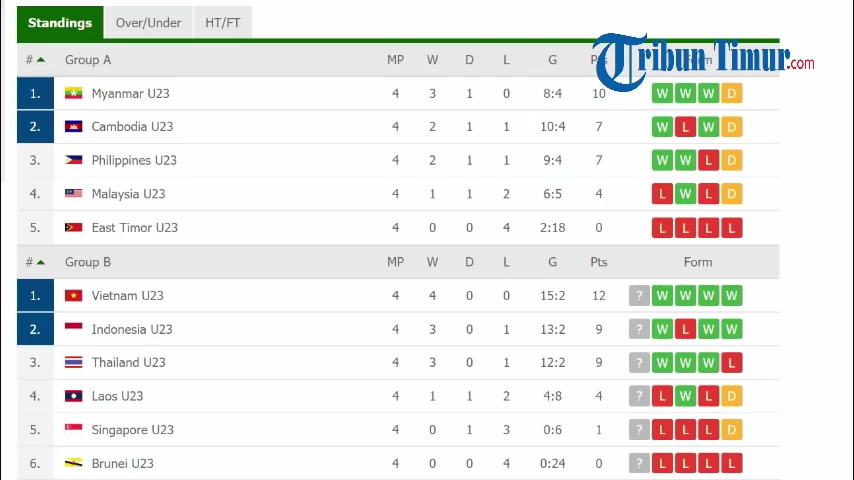 Standings Over/Under HT/FT
Tribun Timur.com
# Group A MP W D L G Form
1. Myanmar U23 4 3 1 0 8:4 10 W W W D
2. Cambodia U23 4 2 1 1 10:4 7 W L W D
3. Philippines U23 4 2 1 1 9:4 7 W W L D
4. Malaysia U23 4 1 1 2 6:5 4 L W L D
5. East Timor U23 4 0 0 4 2:18 0 L L L L
# Group B MP W D L G Pts Form
1. Vietnam U23 4 4 0 0 15:2 12 ? W W W W
2. Indonesia U23 4 3 0 1 13:2 9 ? W L W W
3. Thailand U23 4 3 0 1 12:2 9 ? W W W L
4. Laos U23 4 1 1 2 4:8 4 ? L W L D
5. Singapore U23 4 0 1 3 0:6 1 ? L L L D
6. Brunei U23 4 0 0 4 0:24 0 ? L L L L